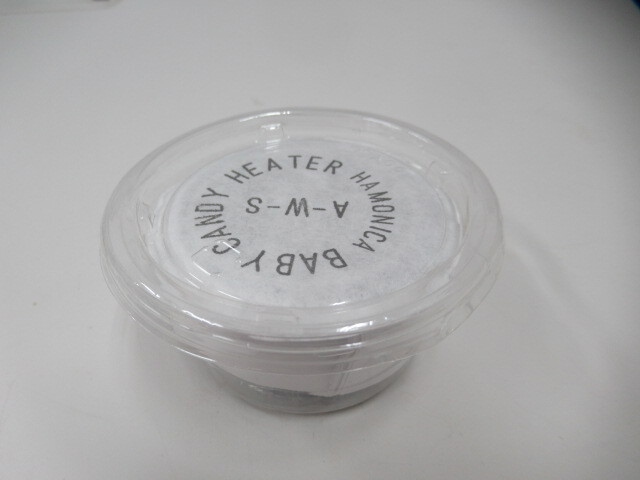 BABY SANDY HEATER HAMONICA
A-W-S